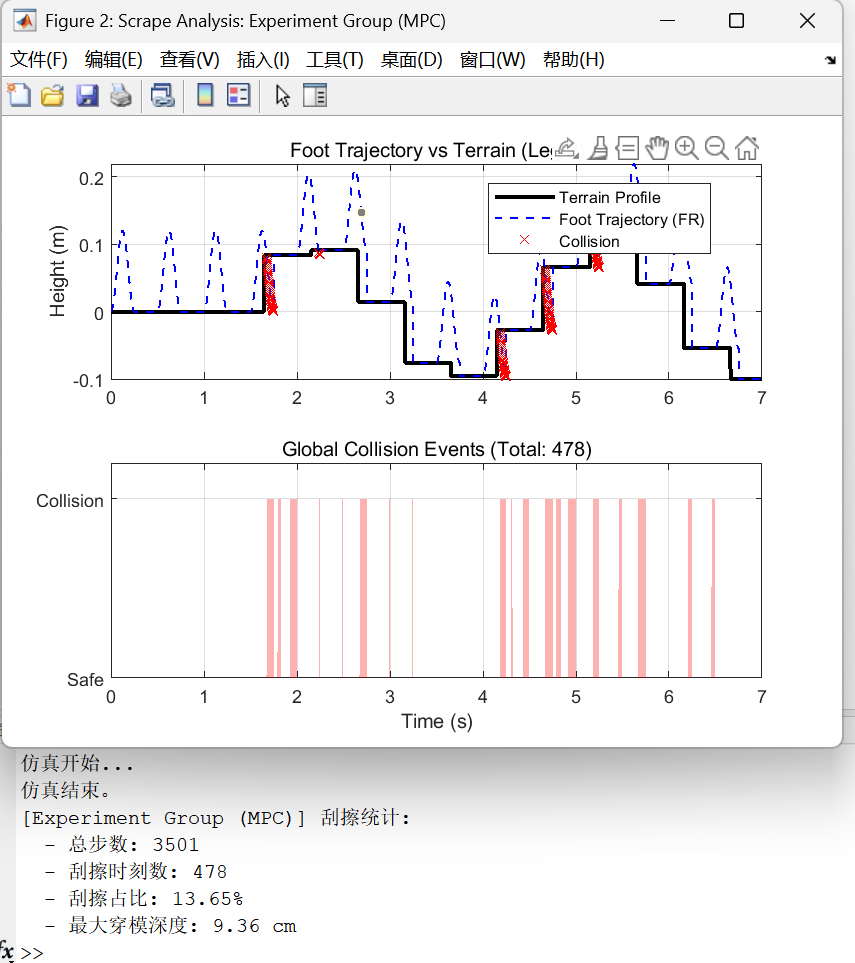 Figure 2: Scrape Analysis: Experiment Group (MPC)
文件(F) 编辑(E) 查看(V) 插入(I) 工具(T) 桌面(D) 窗口(W) 帮助(H)
Foot Trajectory vs Terrain (Le
Height (m)
0.2
0.1
0
-0.1
Terrain Profile
Foot Trajectory (FR)
Collision
0 1 2 3 4 5 6 7
Global Collision Events (Total: 478)
Collision
Safe
0 1 2 3 4 5 6 7
Time (s)
仿真开始...
仿真结束。
[Experiment Group (MPC)] 刮擦统计:
- 总步数: 3501
- 刮擦时刻数: 478
- 刮擦占比: 13.65%
- 最大穿模深度: 9.36 cm
fx >>